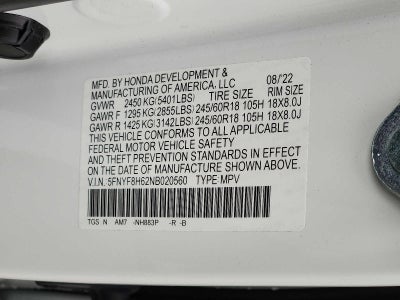 MFD. BY HONDA DEVELOPMENT & 08/'22
MANUFACTURING OF AMERICA, LLC
GVWR 2450 KG(5401LBS) TIRE SIZE RIM SIZE
GAWR F 1295 KG(2855LBS) 245/60R18 105H 18X8.0J
GAWR R 1425 KG(3142LBS) 245/60R18 105H 18X8.0J
THIS VEHICLE CONFORMS TO ALL APPLICABLE
FEDERAL MOTOR VEHICLE SAFETY
AND THEFT PREVENTION STANDARDS IN EFFECT
ON THE DATE OF MANUFACTURE SHOWN ABOVE.
V.I.N. 5FNYF8H62NB020560 TYPE MPV
TGS N AM7 -NH883P -R -B